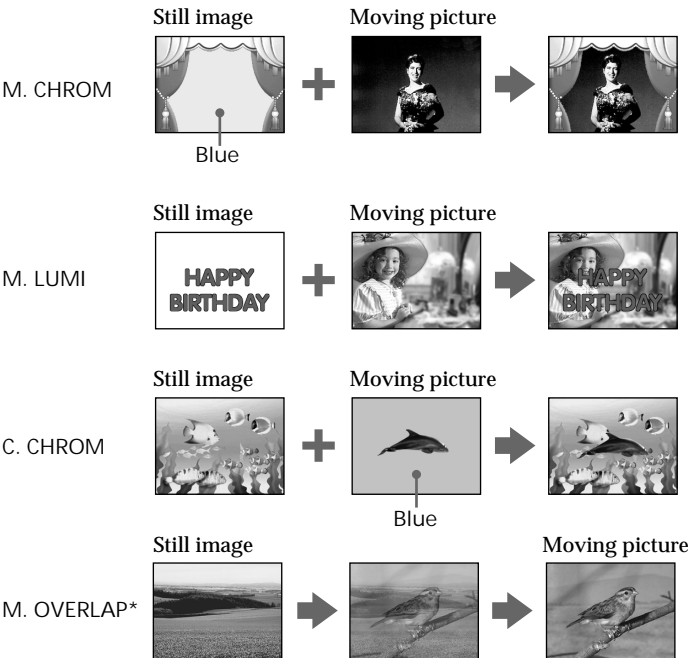 Still image Moving picture
M. CHROM
Blue
Still image Moving picture
M. LUMI
HAPPY
BIRTHDAY
HAPPY
BIRTHDAY
Still image Moving picture
C. CHROM
Blue
Still image Moving picture
M. OVERLAP*